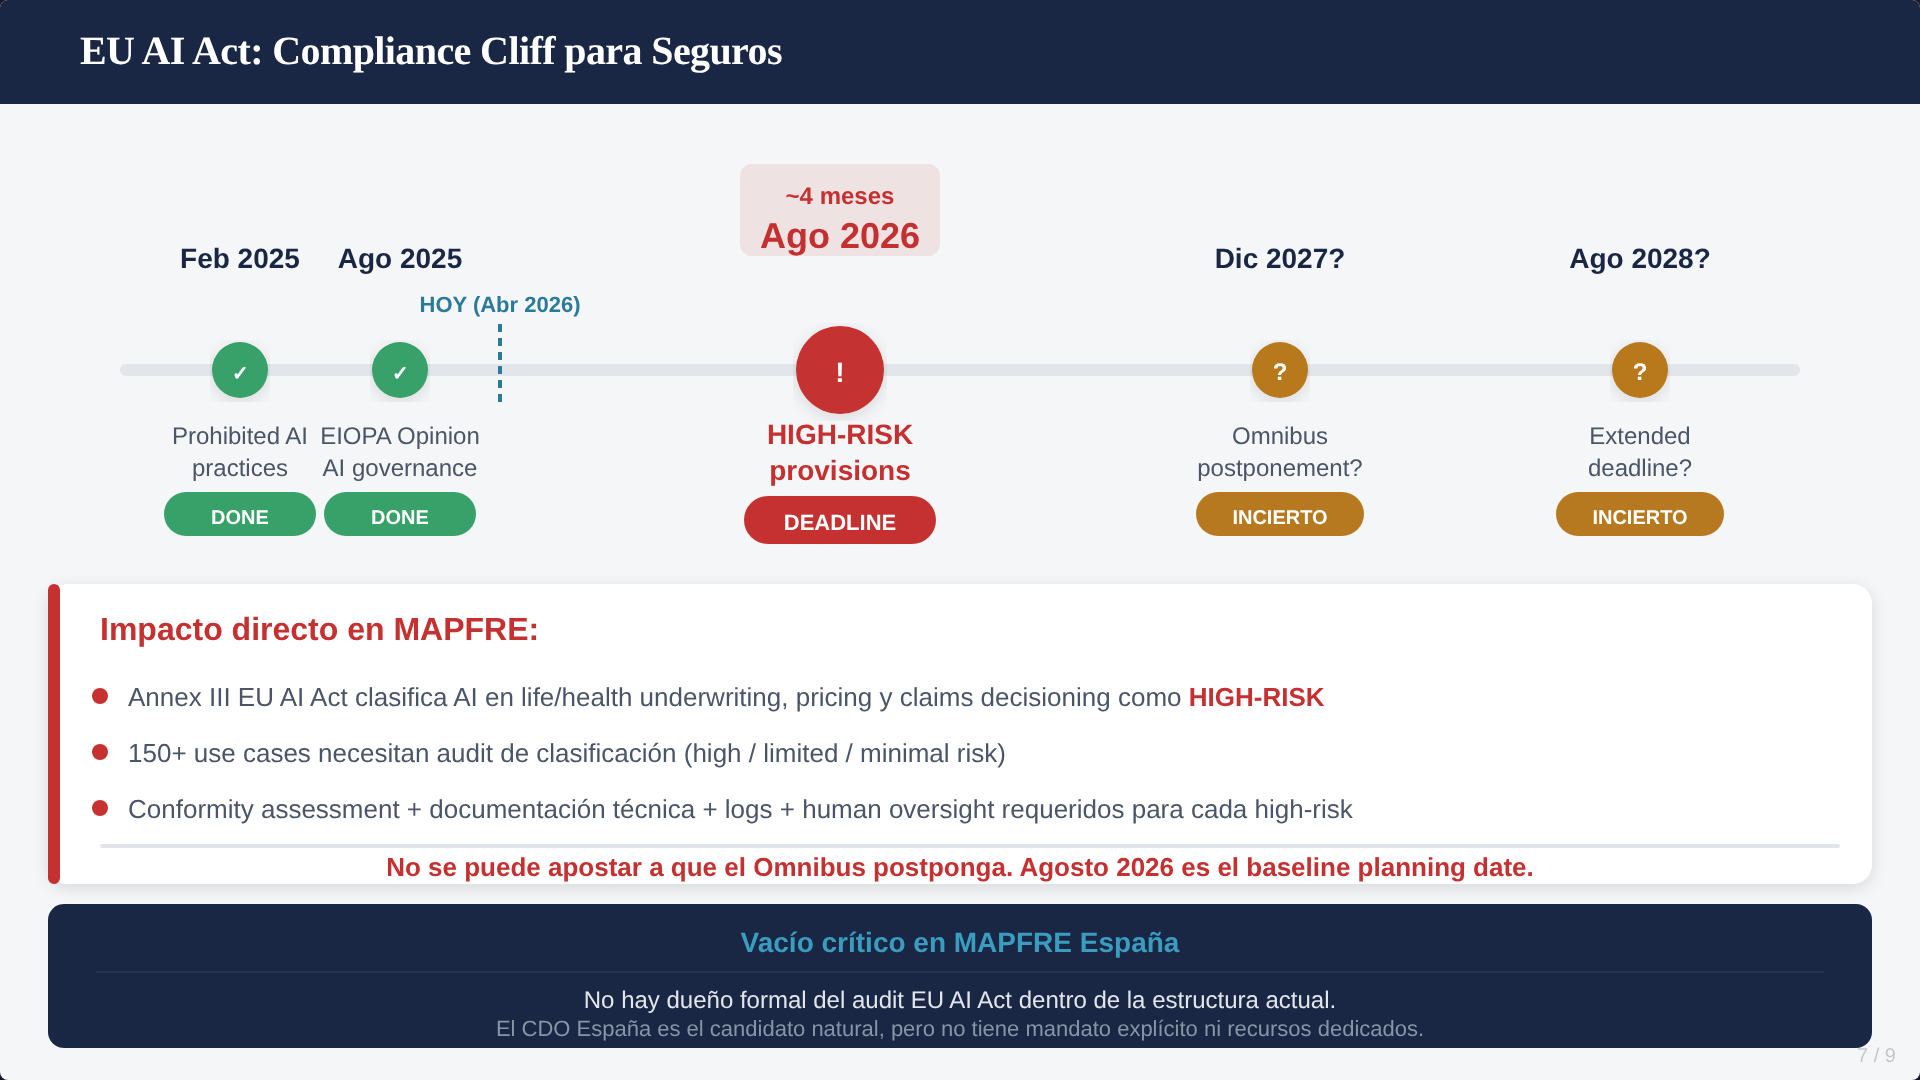 EU AI Act: Compliance Cliff para Seguros
~4 meses
Ago 2026
Feb 2025
Ago 2025
Dic 2027?
Ago 2028?
HOY (Abr 2026)
✓
✓
!
?
?
Prohibited AI
practices
DONE
EIOPA Opinion
AI governance
DONE
HIGH-RISK
provisions
DEADLINE
Omnibus
postponement?
INCIERTO
Extended
deadline?
INCIERTO
Impacto directo en MAPFRE:
Annex III EU AI Act clasifica AI en life/health underwriting, pricing y claims decisioning como HIGH-RISK
150+ use cases necesitan audit de clasificación (high / limited / minimal risk)
Conformity assessment + documentación técnica + logs + human oversight requeridos para cada high-risk
No se puede apostar a que el Omnibus postponga. Agosto 2026 es el baseline planning date.
Vacío crítico en MAPFRE España
No hay dueño formal del audit EU AI Act dentro de la estructura actual.
El CDO España es el candidato natural, pero no tiene mandato explícito ni recursos dedicados.
7 / 9